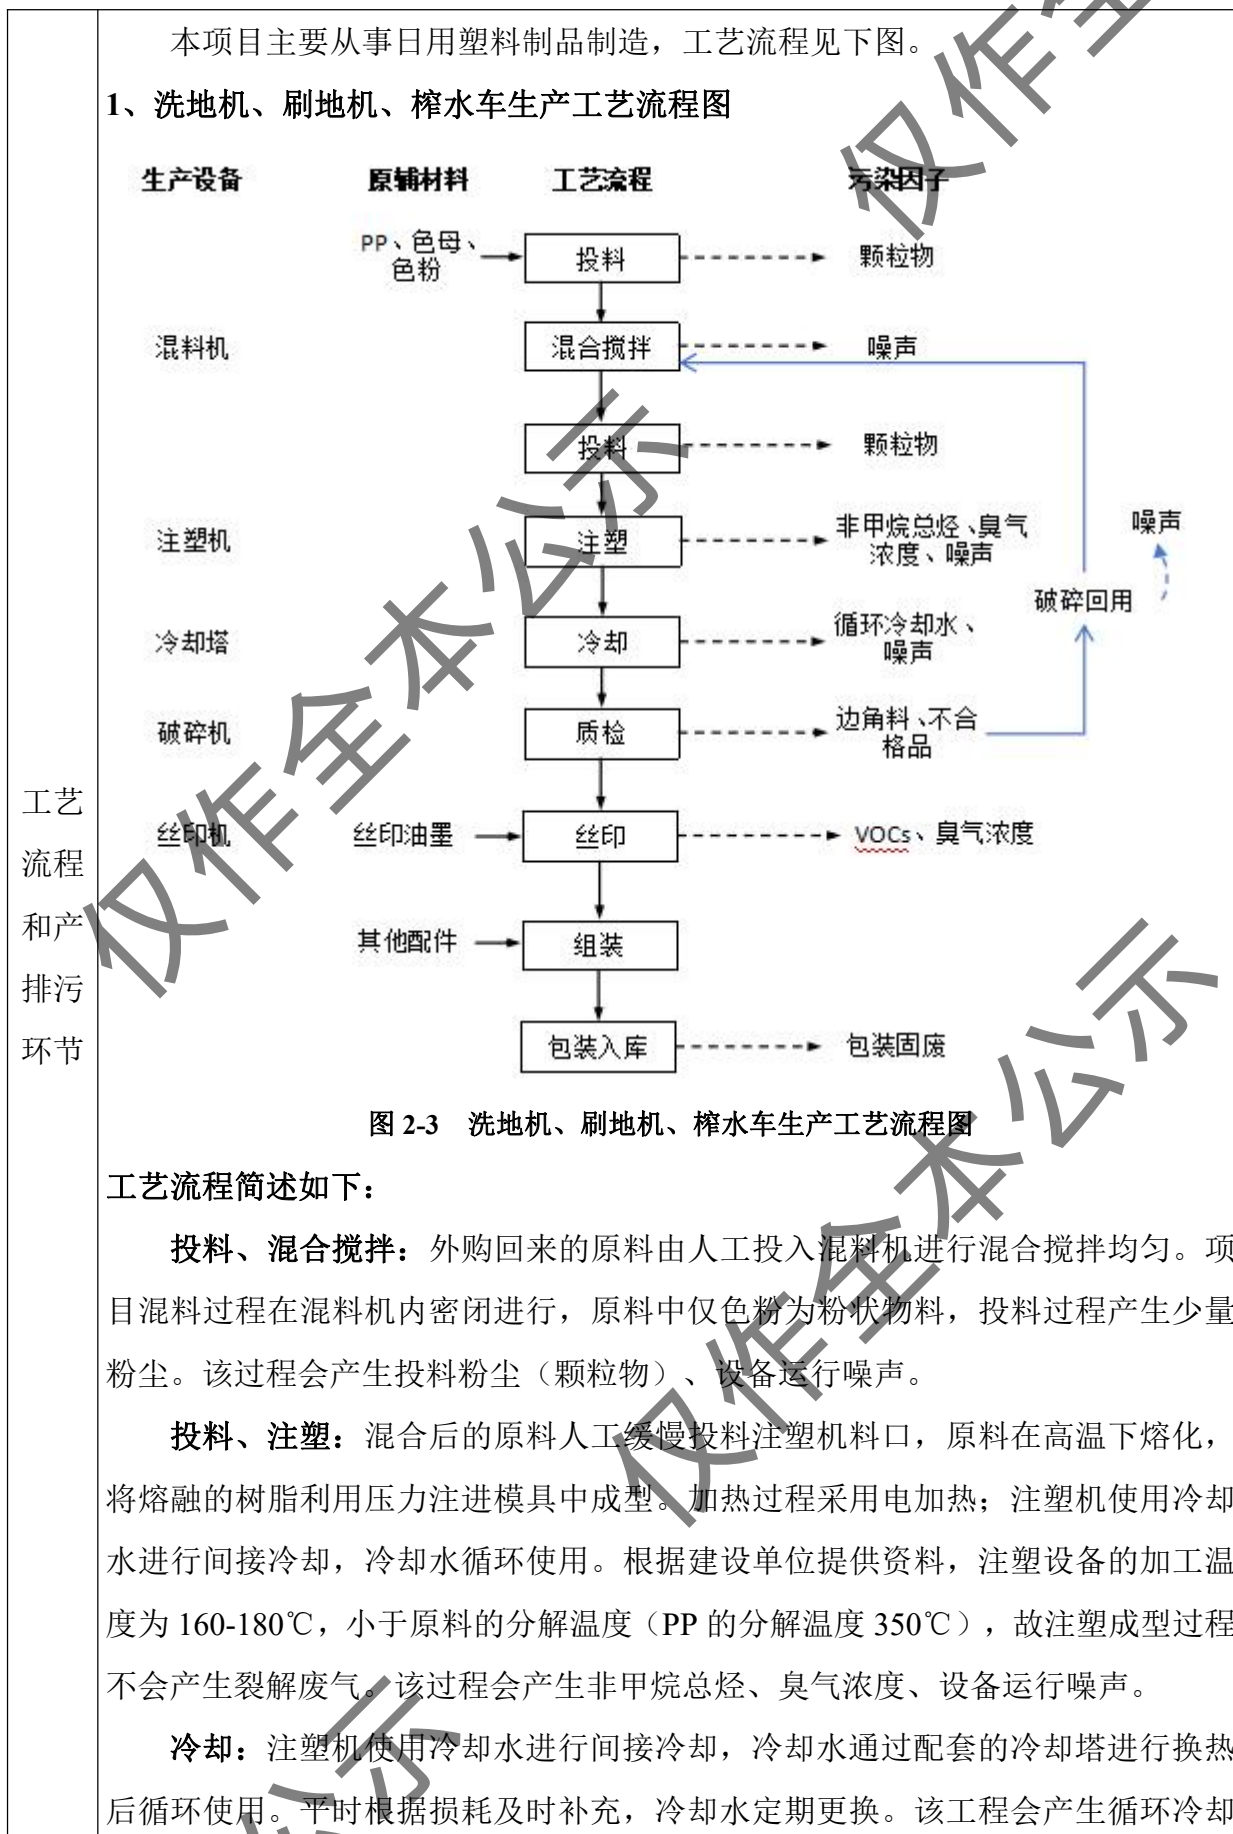 本项目主要从事日用塑料制品制造，工艺流程见下图。
1、洗地机、刷地机、榨水车生产工艺流程图
生产设备 原辅材料 工艺流程 污染因子
PP、色母、
色粉
投料
颗粒物
混料机
混合搅拌
噪声
投料
颗粒物
注塑机
注塑
非甲烷总烃、臭气
浓度、噪声
噪声
破碎回用
冷却塔
冷却
循环冷却水、
噪声
破碎机
质检
边角料、不合
格品
丝印机
丝印油墨
丝印
VOCs、臭气浓度
其他配件
组装
包装入库
包装固废
图 2-3 洗地机、刷地机、榨水车生产工艺流程图
工艺
流程
和产
排污
环节
工艺流程简述如下：
投料、混合搅拌：外购回来的原料由人工投入混料机进行混合搅拌均匀。项
目混料过程在混料机内密闭进行，原料中仅色粉为粉状物料，投料过程产生少量
粉尘。该过程会产生投料粉尘（颗粒物）、设备运行噪声。
投料、注塑：混合后的原料人工缓慢投料注塑机料口，原料在高温下熔化，
将熔融的树脂利用压力注进模具中成型。加热过程采用电加热；注塑机使用冷却
水进行间接冷却，冷却水循环使用。根据建设单位提供资料，注塑设备的加工温
度为 160-180℃，小于原料的分解温度（PP 的分解温度 350℃），故注塑成型过程
不会产生裂解废气。该过程会产生非甲烷总烃、臭气浓度、设备运行噪声。
冷却：注塑机使用冷却水进行间接冷却，冷却水通过配套的冷却塔进行换热
后循环使用。平时根据损耗及时补充，冷却水定期更换。该工程会产生循环冷却
仅作全本公示
仅作全本公示
仅作全
公示